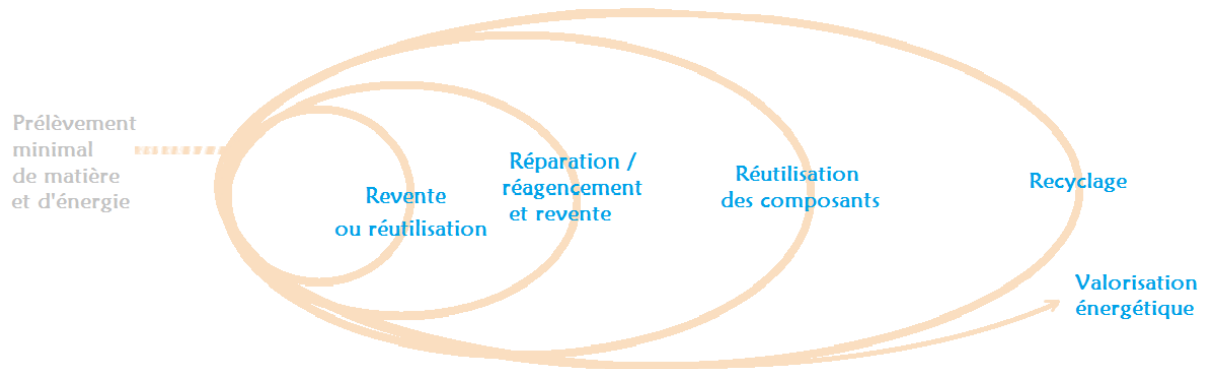 Prélèvement
minimal
de matière
et d'énergie
Revente
ou réutilisation
Réparation /
réagencement
et revente
Réutilisation
des composants
Recyclage
Valorisation
énergétique